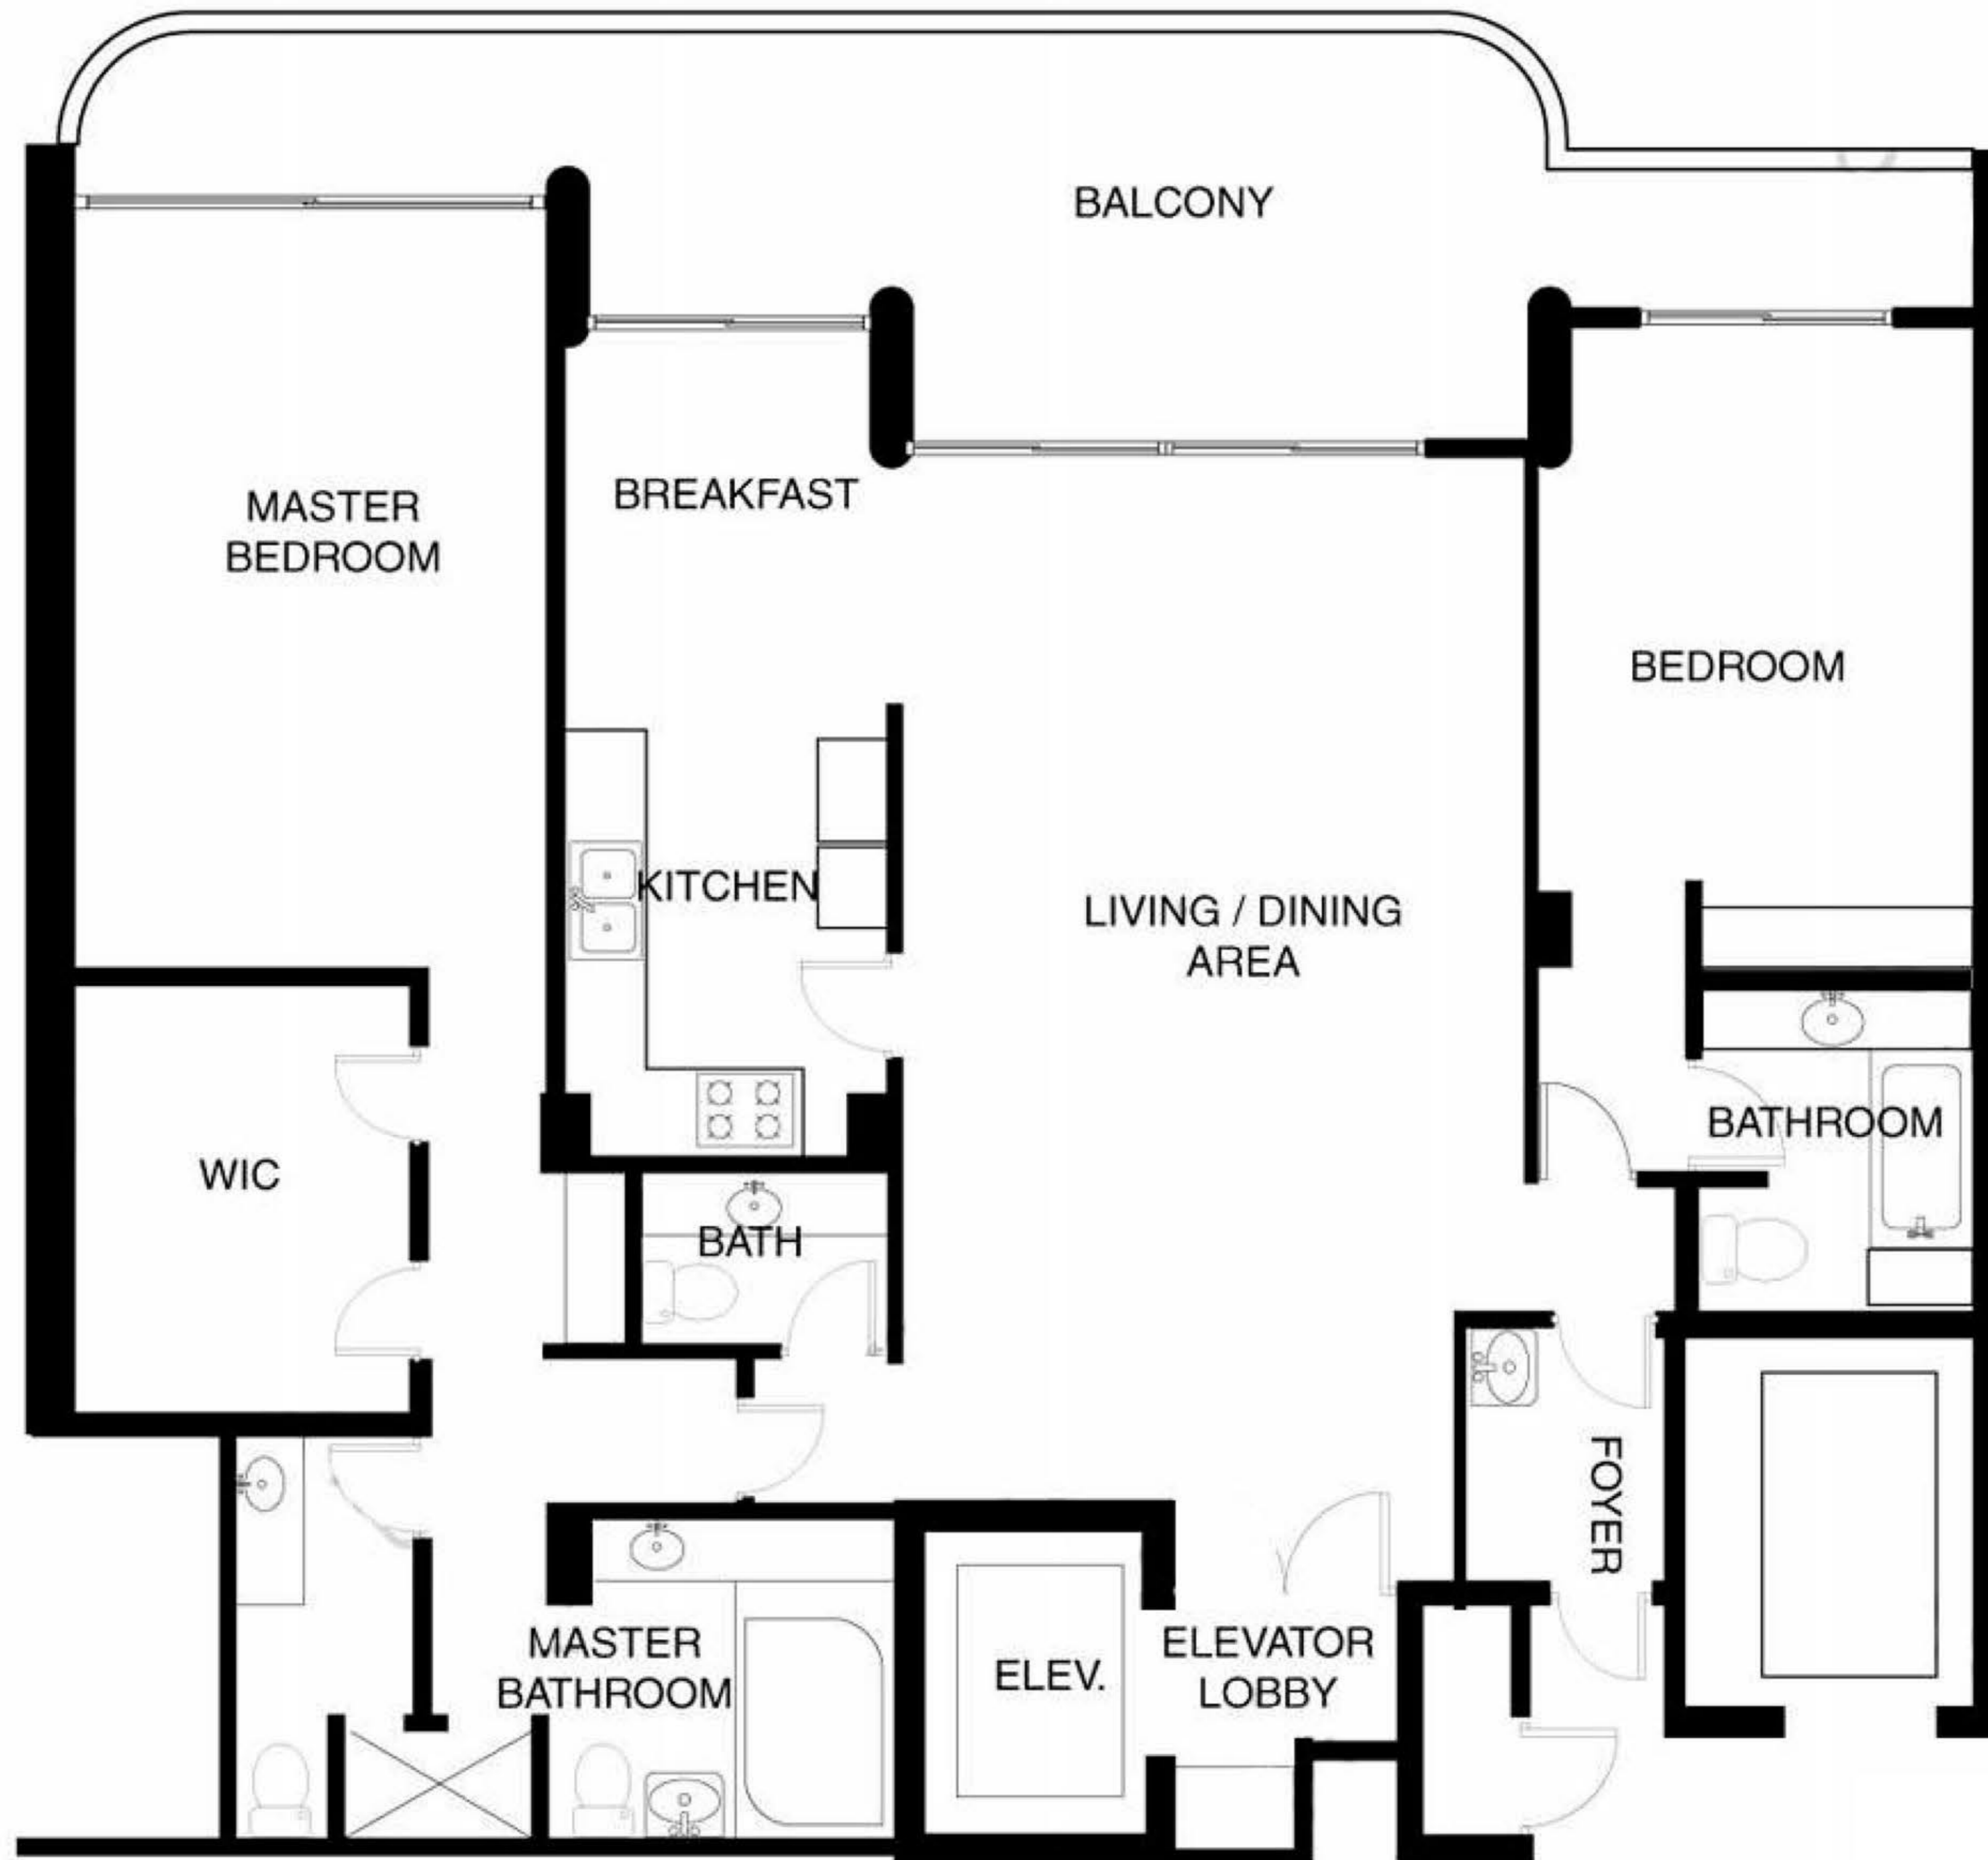 BALCONY
MASTER
BEDROOM
BREAKFAST
BEDROOM
KITCHEN
LIVING / DINING
AREA
BATHROOM
WIC
BATH
FOYER
MASTER
BATHROOM
ELEV.
ELEVATOR
LOBBY